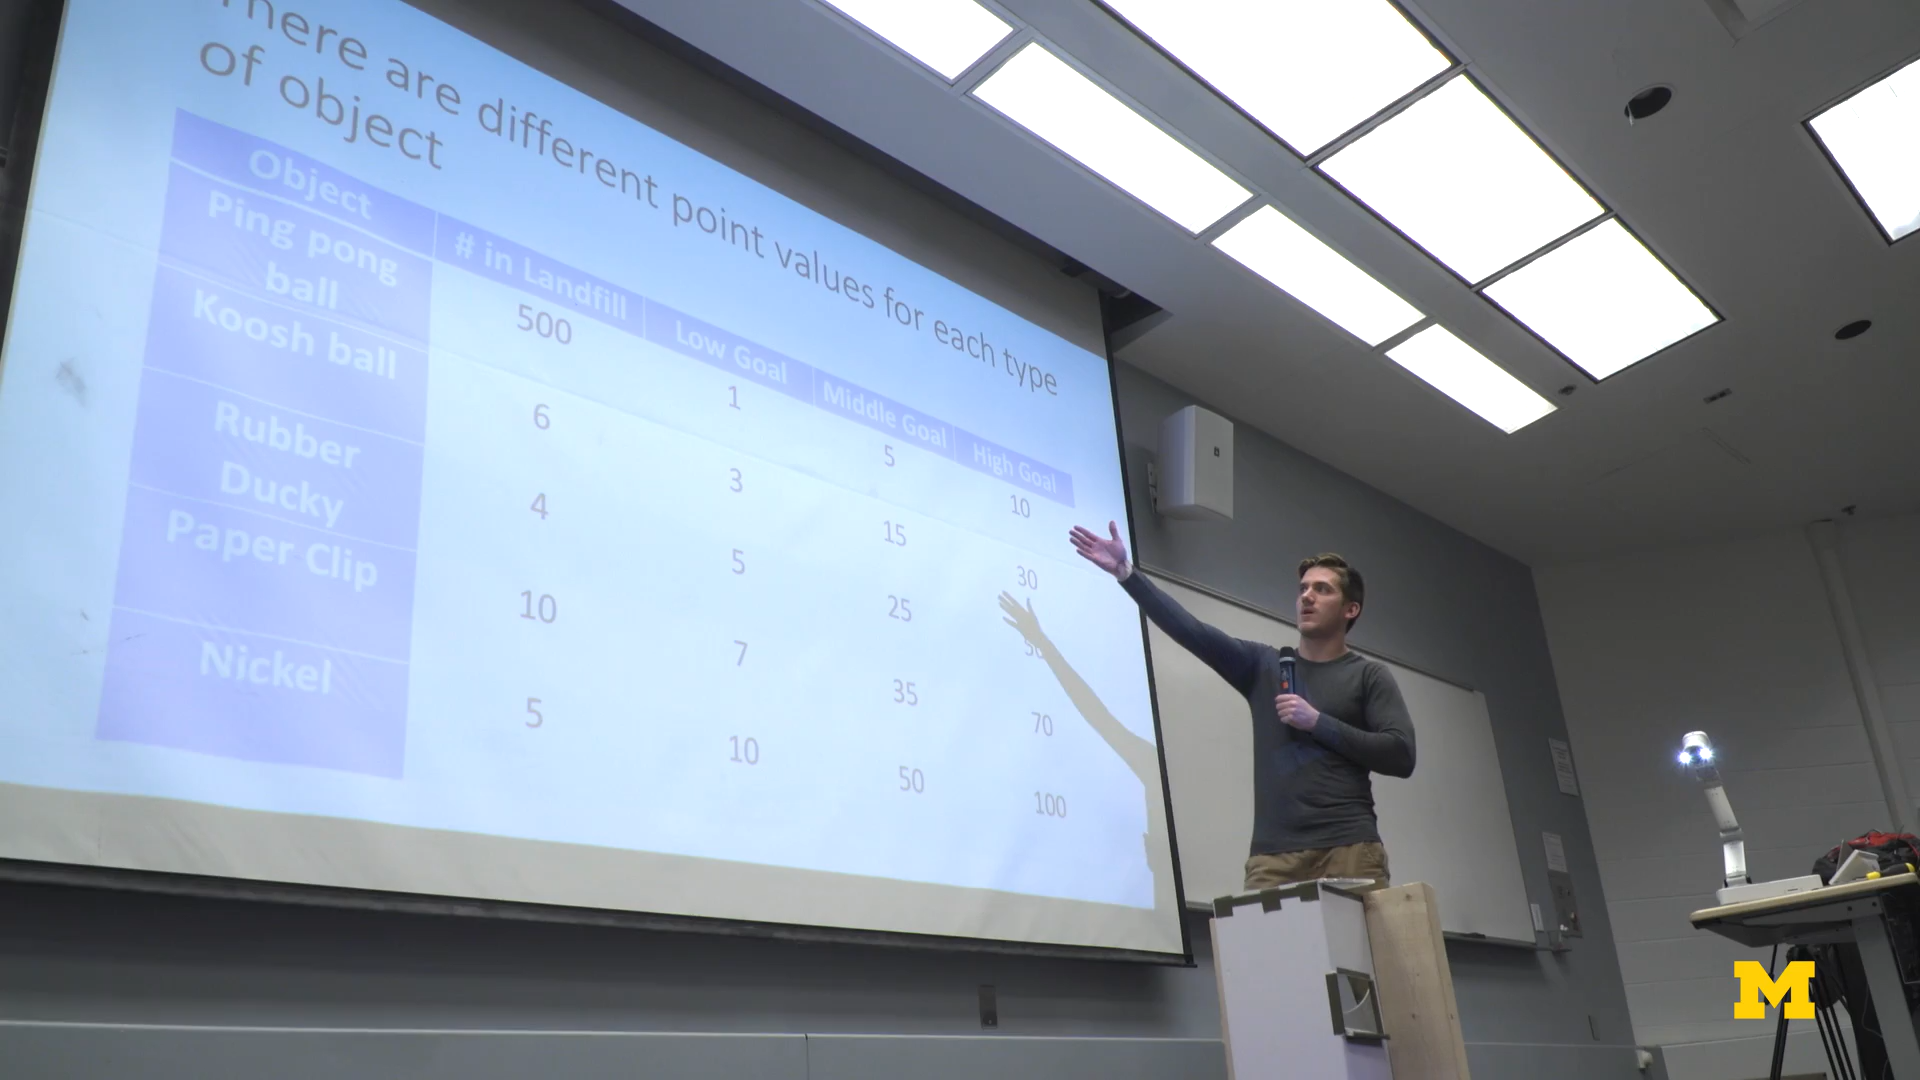 There are different point values for each type
of object
Object # in Landfill Low Goal Middle Goal High Goal
Ping pong
ball 500 1 5 10
Koosh ball 6 3 15 30
Rubber
Ducky 4 5 25 50
Paper Clip 10 7 35 70
Nickel 5 10 50 100
M